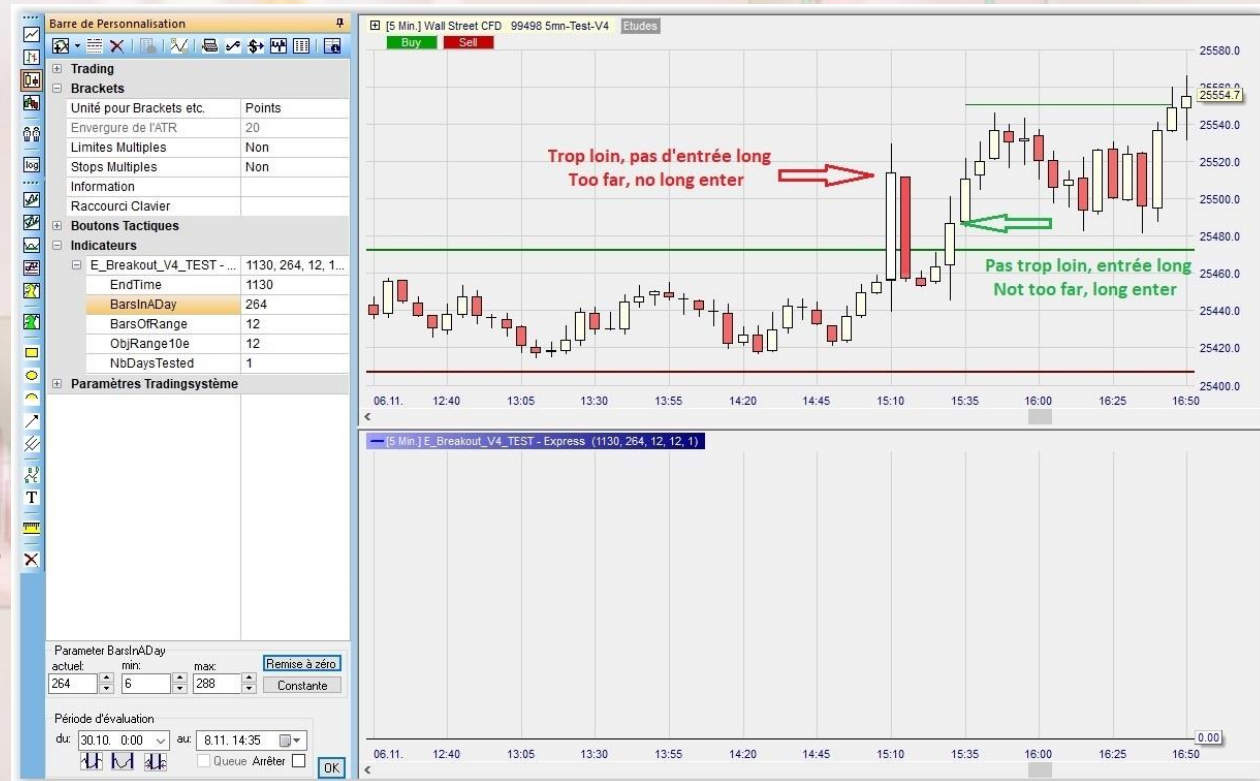 Barre de Personnalisation
Trading
Brackets
Unité pour Brackets etc. Points
Envergure de l'ATR 20
Limites Multiples Non
Stops Multiples Non
Information
Raccourci Clavier
Boutons Tactiques
Indicateurs
E_Breakout_V4_TEST - ... 1130, 264, 12, 1...
EndTime 1130
BarsInADay 264
BarsOfRange 12
ObjRange10e 12
NbDaysTested 1
Paramètres Tradingsystème
Parameter BarsInADay
actuel: min: max: Remise à zéro
264 6 288 Constante
Période d'évaluation
du: 30.10. 0:00 au: 8.11. 14:35
Queue Arrêter OK
log
T
[5 Min.] Wall Street CFD 99498 5mn-Test-V4 Etudes
Buy Sell
Trop loin, pas d'entrée long
Too far, no long enter
Pas trop loin, entrée long
Not too far, long enter
25580.0
25554.7
25540.0
25520.0
25500.0
25480.0
25460.0
25440.0
25420.0
25400.0
06.11. 12:40 13:05 13:30 13:55 14:20 14:45 15:10 15:35 16:00 16:25 16:50
[5 Min.] E_Breakout_V4_TEST - Express (1130, 264, 12, 12, 1)
0.00
06.11. 12:40 13:05 13:30 13:55 14:20 14:45 15:10 15:35 16:00 16:25 16:50